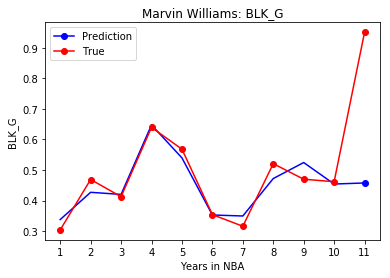 Marvin Williams: BLK_G
Prediction
True
BLK_G
0.9
0.8
0.7
0.6
0.5
0.4
0.3
1 2 3 4 5 6 7 8 9 10 11
Years in NBA